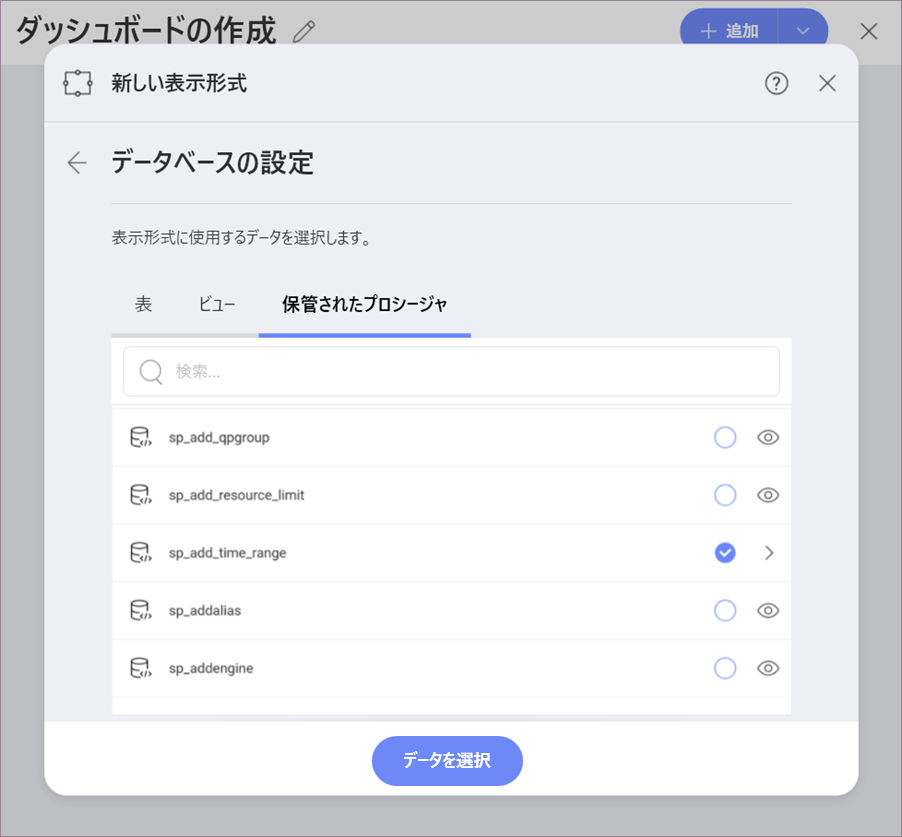 ダッシュボードの作成
＋ 追加
新しい表示形式
データベースの設定
表示形式に使用するデータを選択します。
表 ビュー 保管されたプロシージャ
検索...
sp_add_qpgroup
sp_add_resource_limit
sp_add_time_range
sp_addalias
sp_addengine
データを選択